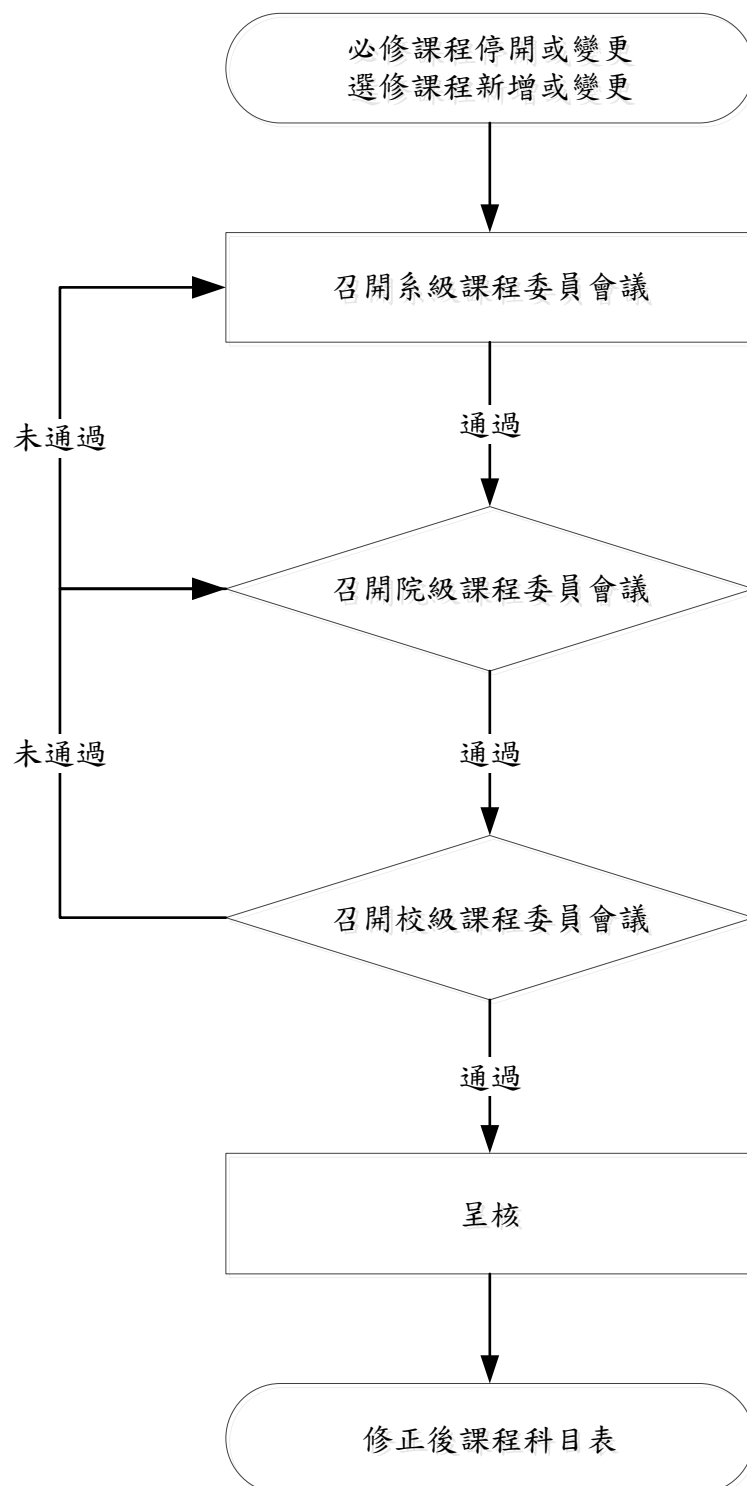 必修課程停開或變更
選修課程新增或變更
召開系級課程委員會議
未通過
通過
召開院級課程委員會議
未通過
通過
召開校級課程委員會議
通過
呈核
修正後課程科目表